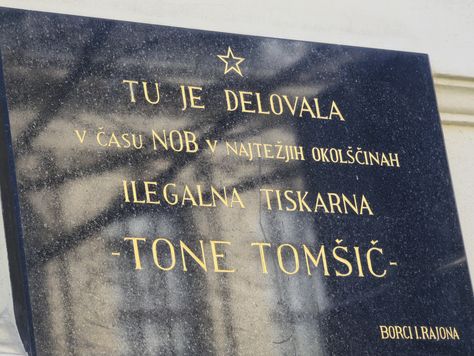 TU JE DELOVALA
V ČASU NOB V NAJTEŽJIH OKOLŠČINAH
ILEGALNA TISKARNA
-TONE TOMŠIČ-
BORCI I. RAJONA